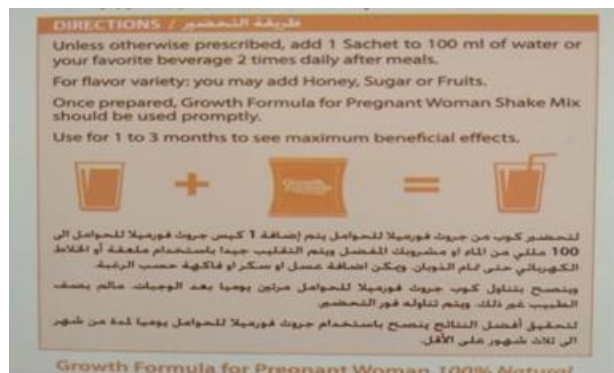 DIRECTIONS / طريقة التحضير
Unless otherwise prescribed, add 1 Sachet to 100 ml of water or
your favorite beverage 2 times daily after meals.
For flavor variety: you may add Honey, Sugar or Fruits.
Once prepared, Growth Formula for Pregnant Woman Shake Mix
should be used promptly.
Use for 1 to 3 months to see maximum beneficial effects.
+ =
لتحضير كوب من جروث فورميلا للحوامل يتم إضافة 1 كيس جروث فورميلا للحوامل الى
100 مللي من الماء او مشروبك المفضل ويتم التقليب جيدا باستخدام ملعقة أو الخلاط
الكهربائي حتى تمام الذوبان. ويمكن اضافة عسل او سكر او فاكهة حسب الرغبة.
وينصح بتناول كوب جروث فورميلا للحوامل مرتين يوميا بعد الوجبات. مالم يصف
الطبيب غير ذلك. ويتم تناوله فور التحضير.
لتحقيق أفضل النتائج ينصح باستخدام جروث فورميلا للحوامل يوميا لمدة من شهر
الى ثلاث شهور على الأقل.
Growth Formula for Pregnant Woman 100% Natural